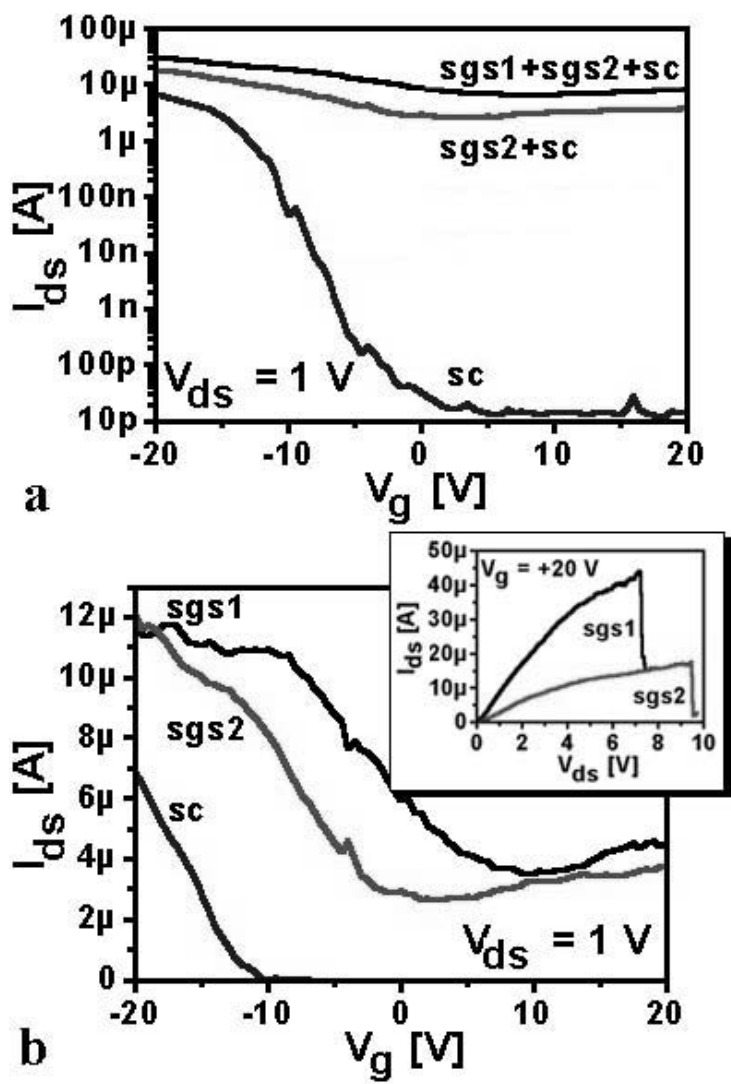 100µ
10µ
1µ
100n
10n
1n
100p
10p
I_ds [A]
sgs1+sgs2+sc
sgs2+sc
sc
V_ds = 1 V
-20 -10 0 10 20
V_g [V]
a
50µ
40µ
30µ
20µ
10µ
0
I_ds [A]
V_g = +20 V
sgs1
sgs2
0 2 4 6 8 10
V_ds [V]
12µ
10µ
8µ
6µ
4µ
2µ
0
I_ds [A]
sgs1
sgs2
sc
V_ds = 1 V
-20 -10 0 10 20
V_g [V]
b